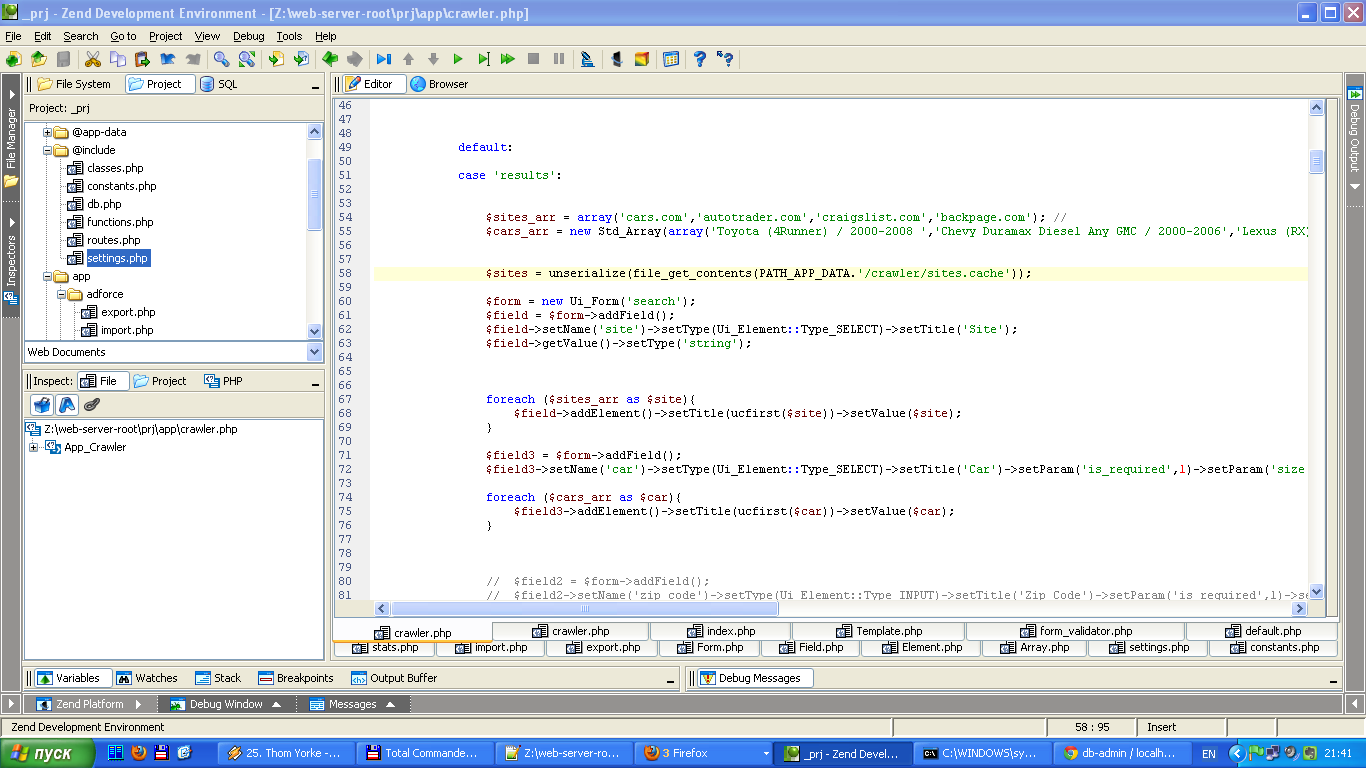 _prj - Zend Development Environment - [Z:\web-server-root\prj\app\crawler.php]
File Edit Search Go to Project View Debug Tools Help
File System Project SQL
Project: _prj
@app-data
@include
classes.php
constants.php
db.php
functions.php
routes.php
settings.php
app
adforce
export.php
import.php
Web Documents
Inspect: File Project PHP
Z:\web-server-root\prj\app\crawler.php
App_Crawler
File Manager
Inspectors
Editor Browser
46
47
48
49 default:
50
51 case 'results':
52
53
54 $sites_arr = array('cars.com','autotrader.com','craigslist.com','backpage.com'); //
55 $cars_arr = new Std_Array(array('Toyota (4Runner) / 2000-2008 ','Chevy Duramax Diesel Any GMC / 2000-2006','Lexus (RX)
56
57
58 $sites = unserialize(file_get_contents(PATH_APP_DATA.'/crawler/sites.cache'));
59
60 $form = new Ui_Form('search');
61 $field = $form->addField();
62 $field->setName('site')->setType(Ui_Element::Type_SELECT)->setTitle('Site');
63 $field->getValue()->setType('string');
64
65
66
67 foreach ($sites_arr as $site){
68 $field->addElement()->setTitle(ucfirst($site))->setValue($site);
69 }
70
71 $field3 = $form->addField();
72 $field3->setName('car')->setType(Ui_Element::Type_SELECT)->setTitle('Car')->setParam('is_required',1)->setParam('size
73
74 foreach ($cars_arr as $car){
75 $field3->addElement()->setTitle(ucfirst($car))->setValue($car);
76 }
77
78
79
80 // $field2 = $form->addField();
81 // $field2->setName('zip_code')->setType(Ui_Element::Type_INPUT)->setTitle('Zip Code')->setParam('is_required',1)->se
crawler.php crawler.php index.php Template.php form_validator.php default.php
stats.php import.php export.php Form.php Field.php Element.php Array.php settings.php constants.php
Debug Output
Variables Watches Stack Breakpoints Output Buffer Debug Messages
Zend Platform Debug Window Messages
Zend Development Environment 58 : 95 Insert
пуск 25. Thom Yorke -... Total Commande... Z:\web-server-ro... 3 Firefox _prj - Zend Devel... C:\WINDOWS\sy... db-admin / localh... EN 21:41